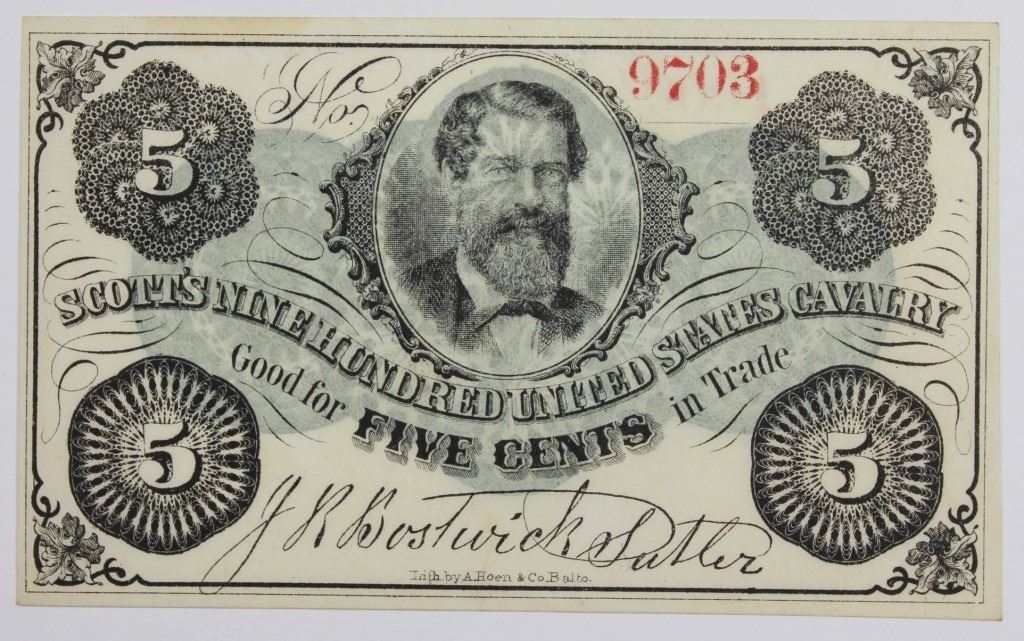 No. 9703
5 5
SCOTT'S NINE HUNDRED UNITED STATES CAVALRY
Good for FIVE CENTS in Trade
5 5
J R Bostwick Sutler
Lith. by A. Hoen & Co. Balto.